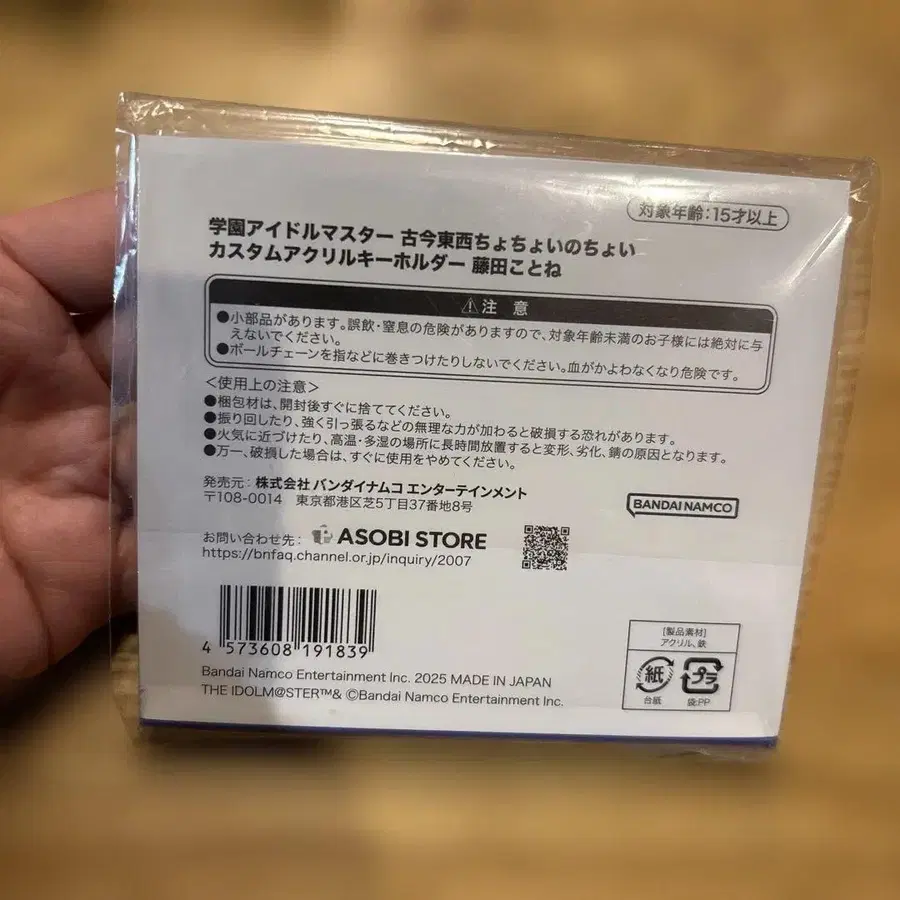 対象年齢:15才以上
学園アイドルマスター 古今東西ちょちょいのちょい
カスタムアクリルキーホルダー 藤田ことね
⚠注 意
●小部品があります。誤飲・窒息の危険がありますので、対象年齢未満のお子様には絶対に与
えないでください。
●ボールチェーンを指などに巻きつけたりしないでください。血がかよわなくなり危険です。
<使用上の注意>
●梱包材は、開封後すぐに捨ててください。
●振り回したり、強く引っ張るなどの無理な力が加わると破損する恐れがあります。
●火気に近づけたり、高温・多湿の場所に長時間放置すると変形、劣化、錆の原因となります。
●万一、破損した場合は、すぐに使用をやめてください。
発売元:株式会社 バンダイナムコ エンターテインメント
〒108-0014 東京都港区芝5丁目37番地8号
BANDAI NAMCO
お問い合わせ先: ASOBI STORE
https://bnfaq.channel.or.jp/inquiry/2007
4 573608 191839
Bandai Namco Entertainment Inc. 2025 MADE IN JAPAN
THE IDOLM@STER™& ©Bandai Namco Entertainment Inc.
[製品素材]
アクリル、鉄
紙 プラ
台紙 袋:PP